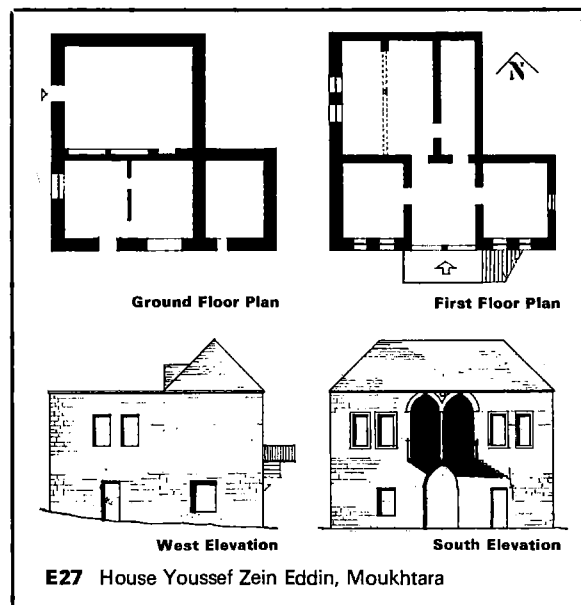 N
Ground Floor Plan
First Floor Plan
West Elevation
South Elevation
E27 House Youssef Zein Eddin, Moukhtara